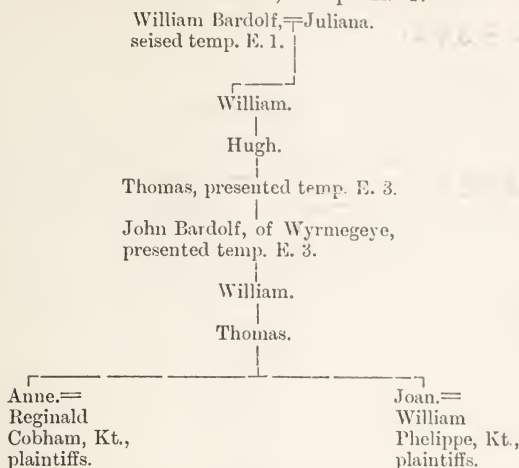 William Bardolf,=Juliana.
seised temp. E. 1.
William.
Hugh.
Thomas, presented temp. E. 3.
John Bardolf, of Wyrmegeye,
presented temp. E. 3.
William.
Thomas.
Anne.=
Reginald
Cobham, Kt.,
plaintiffs.
Joan.=
William
Phelippe, Kt.,
plaintiffs.